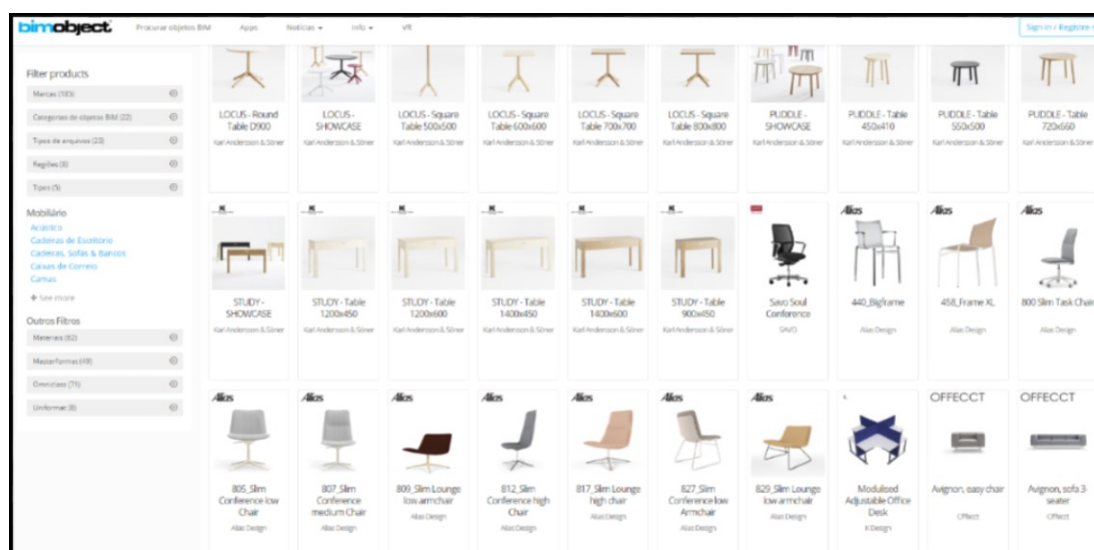 bimobject
Procurar objetos BIM
Apps
Notícias
Info
VR
Sign in / Registre-
Filter products
Marcas (193)
Categorias de objetos BIM (22)
Tipos de arquivos (23)
Regiões (8)
Tipos (5)
Mobiliário
Acústico
Cadeiras de Escritório
Cadeiras, Sofás & Bancos
Caixas de Correio
Camas
+ See more
Outros Filtros
Materiais (82)
Masterformat (49)
Omniclass (75)
Uniformat (8)
LOCUS - Round
Table D900
Karl Andersson & Söner
LOCUS -
SHOWCASE
Karl Andersson & Söner
LOCUS - Square
Table 500x500
Karl Andersson & Söner
LOCUS - Square
Table 600x600
Karl Andersson & Söner
LOCUS - Square
Table 700x700
Karl Andersson & Söner
LOCUS - Square
Table 800x800
Karl Andersson & Söner
PUDDLE -
SHOWCASE
Karl Andersson & Söner
PUDDLE - Table
450x410
Karl Andersson & Söner
PUDDLE - Table
550x500
Karl Andersson & Söner
PUDDLE - Table
720x660
Karl Andersson & Söner
STUDY -
SHOWCASE
Karl Andersson & Söner
STUDY - Table
1200x450
Karl Andersson & Söner
STUDY - Table
1200x600
Karl Andersson & Söner
STUDY - Table
1400x450
Karl Andersson & Söner
STUDY - Table
1400x600
Karl Andersson & Söner
STUDY - Table
900x450
Karl Andersson & Söner
Savo Soul
Conference
SAVO
Alias
440_Bigframe
Alias Design
Alias
458_Frame XL
Alias Design
Alias
800 Slim Task Chair
Alias Design
Alias
805_Slim
Conference low
Chair
Alias Design
Alias
807_Slim
Conference
medium Chair
Alias Design
Alias
809_Slim Lounge
low armchair
Alias Design
Alias
812_Slim
Conference high
Chair
Alias Design
Alias
817_Slim Lounge
high chair
Alias Design
Alias
827_Slim
Conference low
Armchair
Alias Design
Alias
829_Slim Lounge
low armchair
Alias Design
Modulised
Adjustable Office
Desk
K Design
OFFECCT
Avignon, easy chair
Offecct
OFFECCT
Avignon, sofa 3-
seater
Offecct